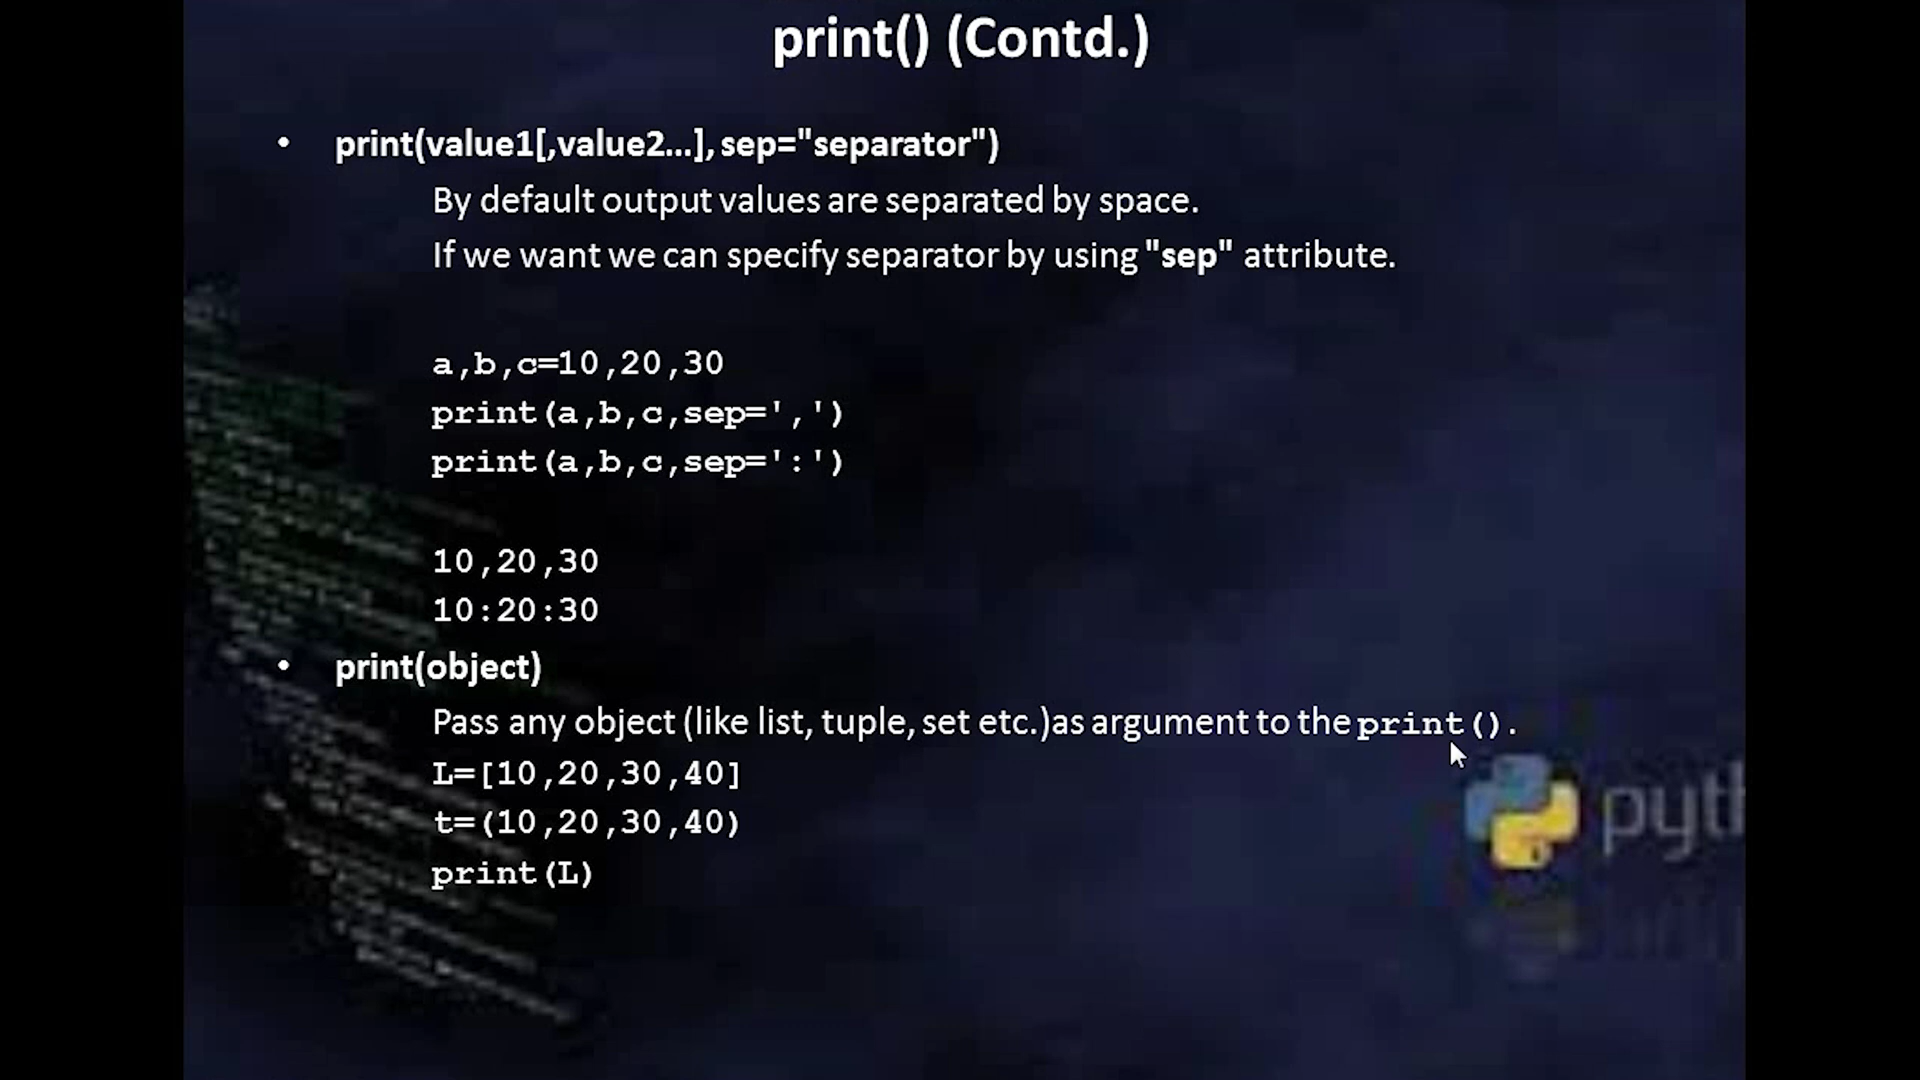 print() (Contd.)
• print(value1[,value2...], sep="separator")
By default output values are separated by space.
If we want we can specify separator by using "sep" attribute.
a,b,c=10,20,30
print(a,b,c,sep=',')
print(a,b,c,sep=':')
10,20,30
10:20:30
• print(object)
Pass any object (like list, tuple, set etc.)as argument to the print().
L=[10,20,30,40]
t=(10,20,30,40)
print(L)
pyth